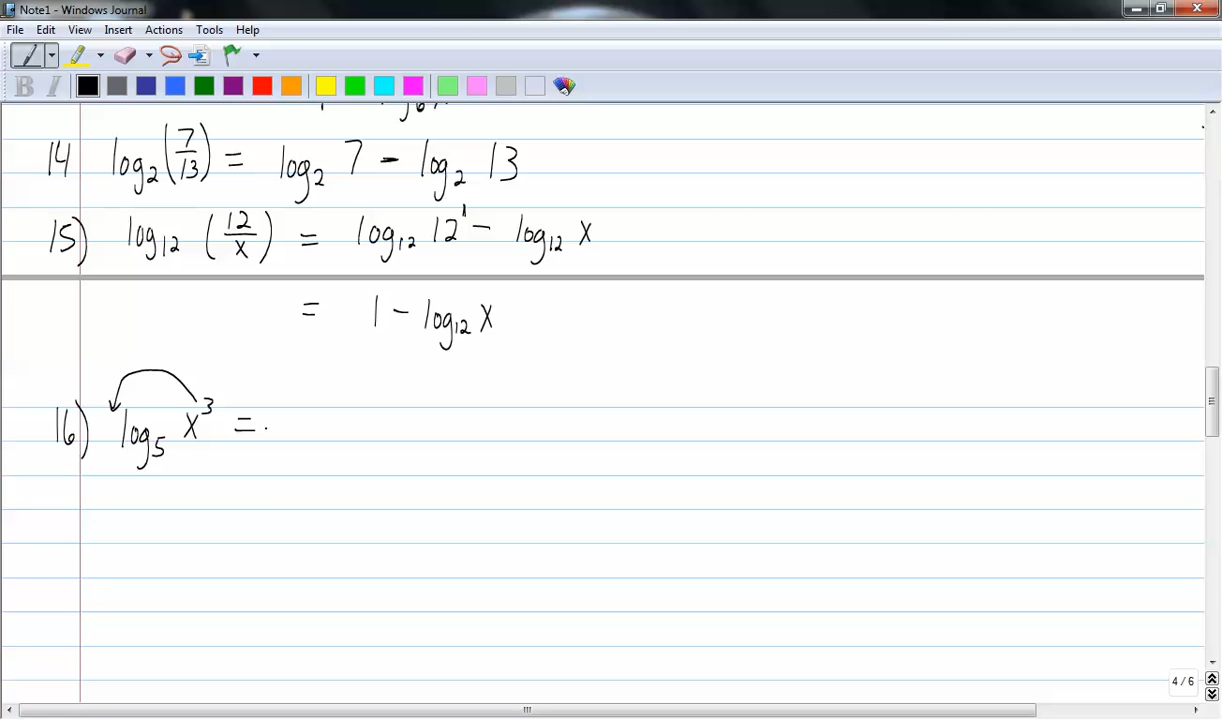 Note1 - Windows Journal
File Edit View Insert Actions Tools Help
B I
14 log₂(7/13) = log₂ 7 - log₂ 13
15) log₁₂ (12/x) = log₁₂ 12¹ - log₁₂ x
= 1 - log₁₂ x
16) log₅ x³ =
4 / 6